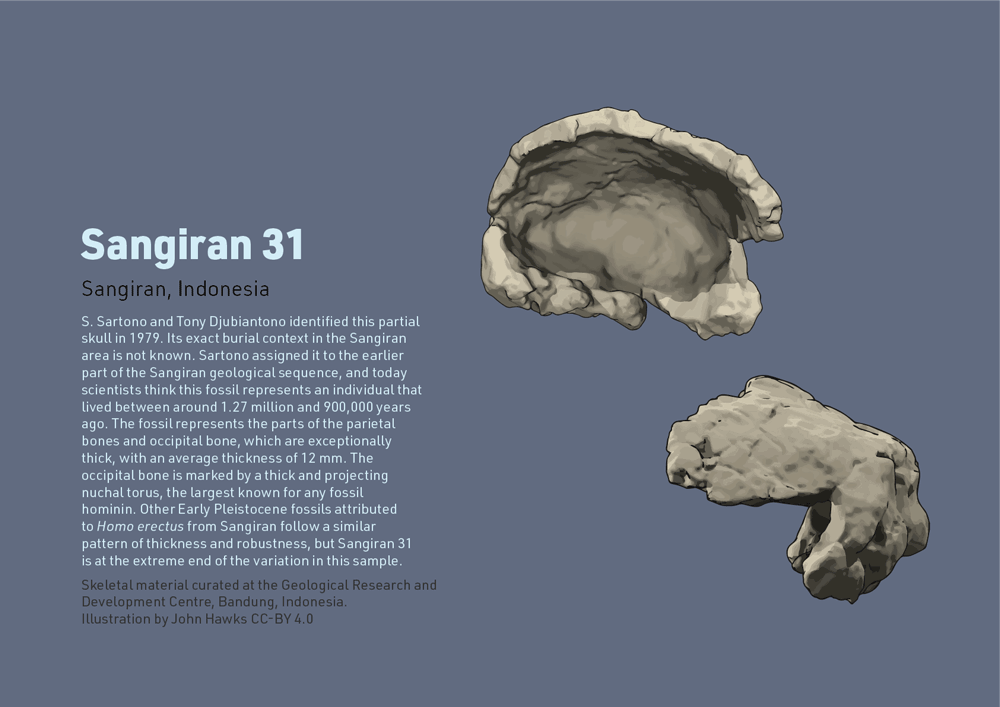 Sangiran 31
Sangiran, Indonesia
S. Sartono and Tony Djubiantono identified this partial
skull in 1979. Its exact burial context in the Sangiran
area is not known. Sartono assigned it to the earlier
part of the Sangiran geological sequence, and today
scientists think this fossil represents an individual that
lived between around 1.27 million and 900,000 years
ago. The fossil represents the parts of the parietal
bones and occipital bone, which are exceptionally
thick, with an average thickness of 12 mm. The
occipital bone is marked by a thick and projecting
nuchal torus, the largest known for any fossil
hominin. Other Early Pleistocene fossils attributed
to Homo erectus from Sangiran follow a similar
pattern of thickness and robustness, but Sangiran 31
is at the extreme end of the variation in this sample.
Skeletal material curated at the Geological Research and
Development Centre, Bandung, Indonesia.
Illustration by John Hawks CC-BY 4.0